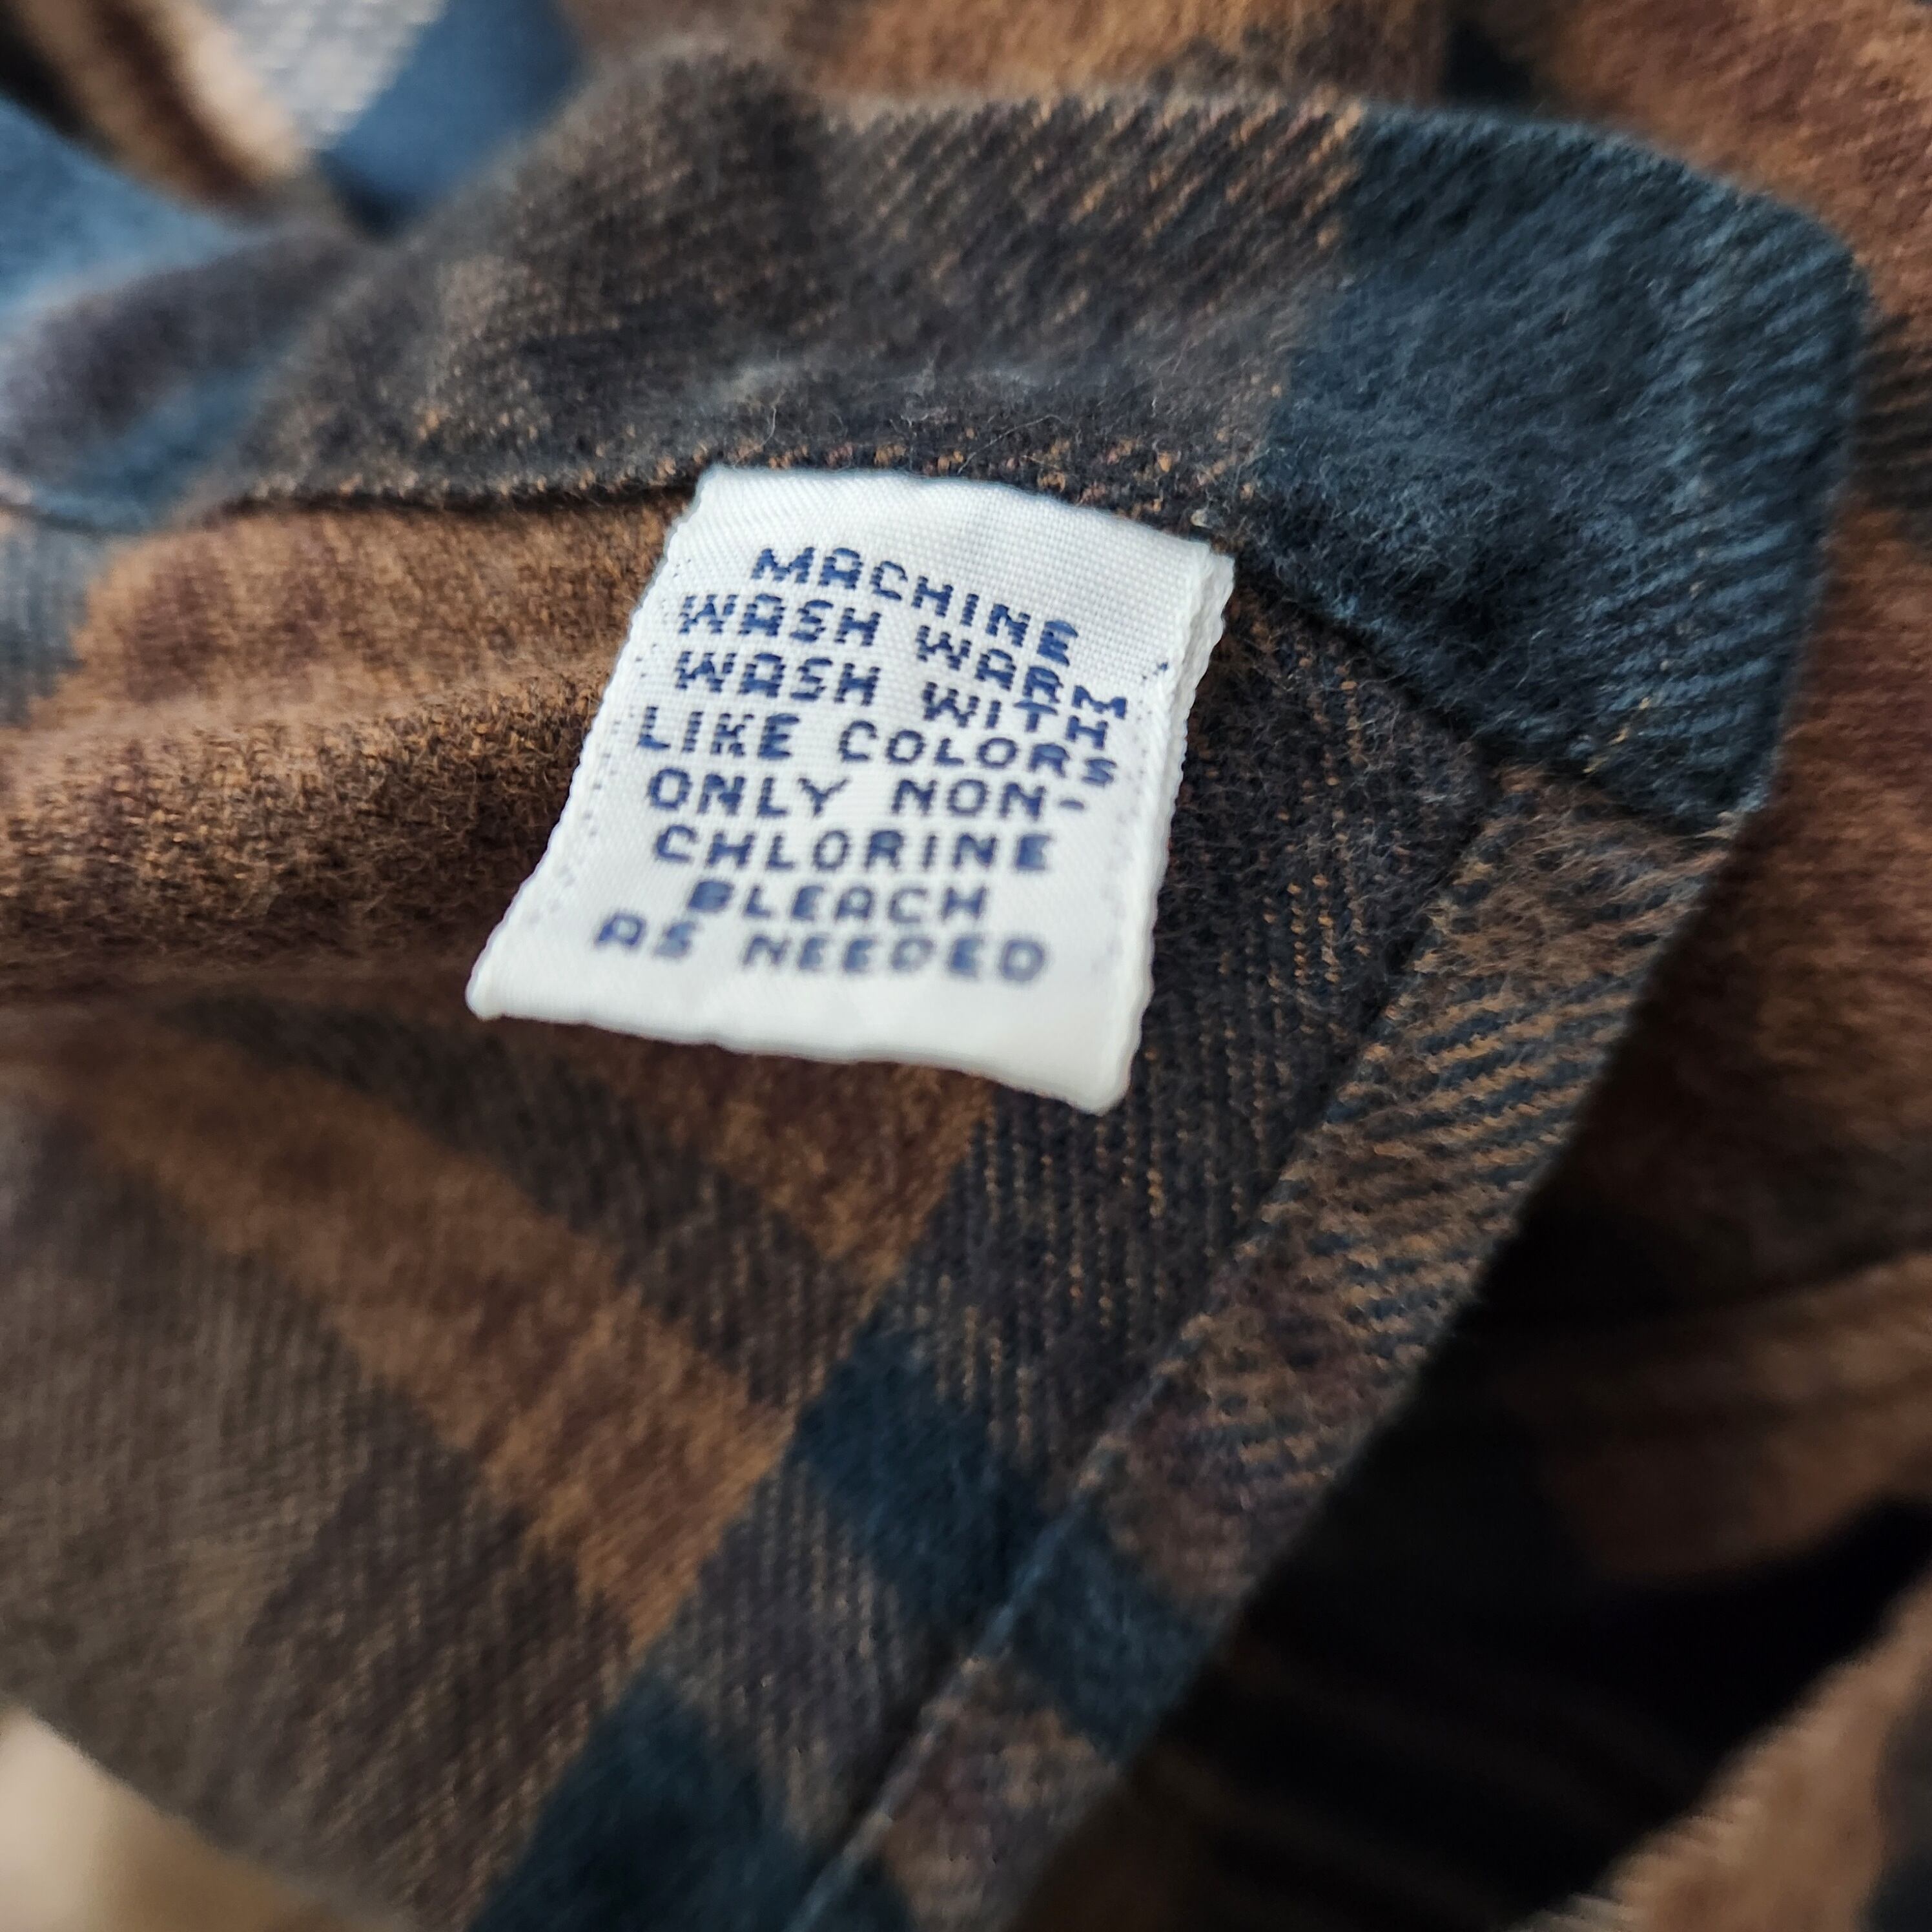 MACHINE
WASH WARM
WASH WITH
LIKE COLORS
ONLY NON-
CHLORINE
BLEACH
AS NEEDED